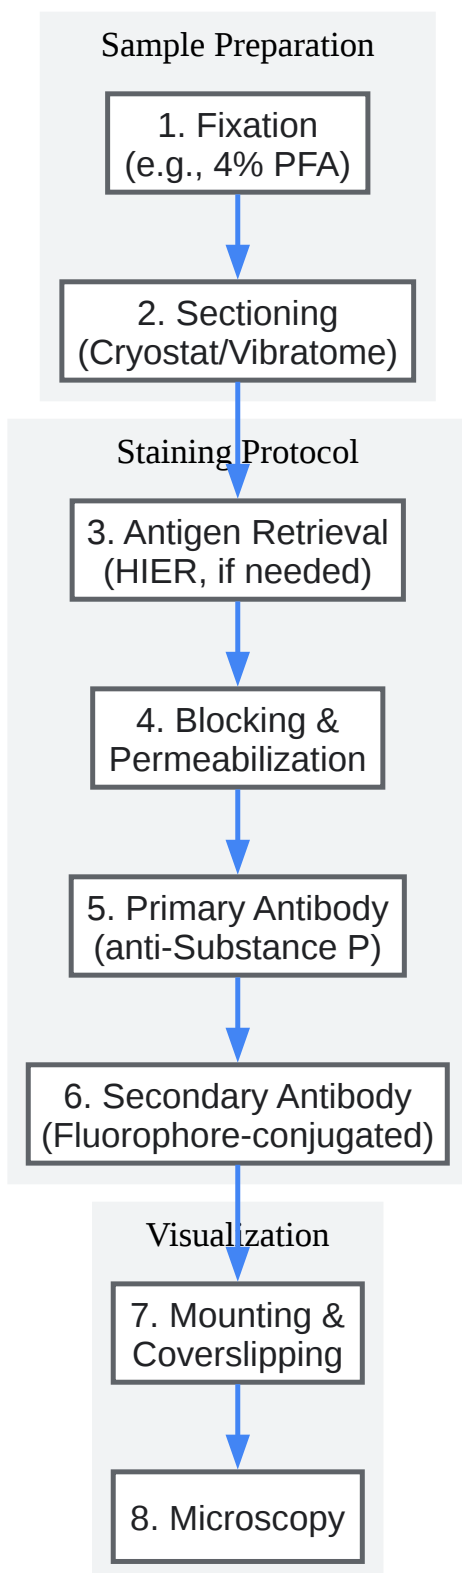 Sample Preparation
1. Fixation
(e.g., 4% PFA)
2. Sectioning
(Cryostat/Vibratome)
Staining Protocol
3. Antigen Retrieval
(HIER, if needed)
4. Blocking &
Permeabilization
5. Primary Antibody
(anti-Substance P)
6. Secondary Antibody
(Fluorophore-conjugated)
Visualization
7. Mounting &
Coverslipping
8. Microscopy